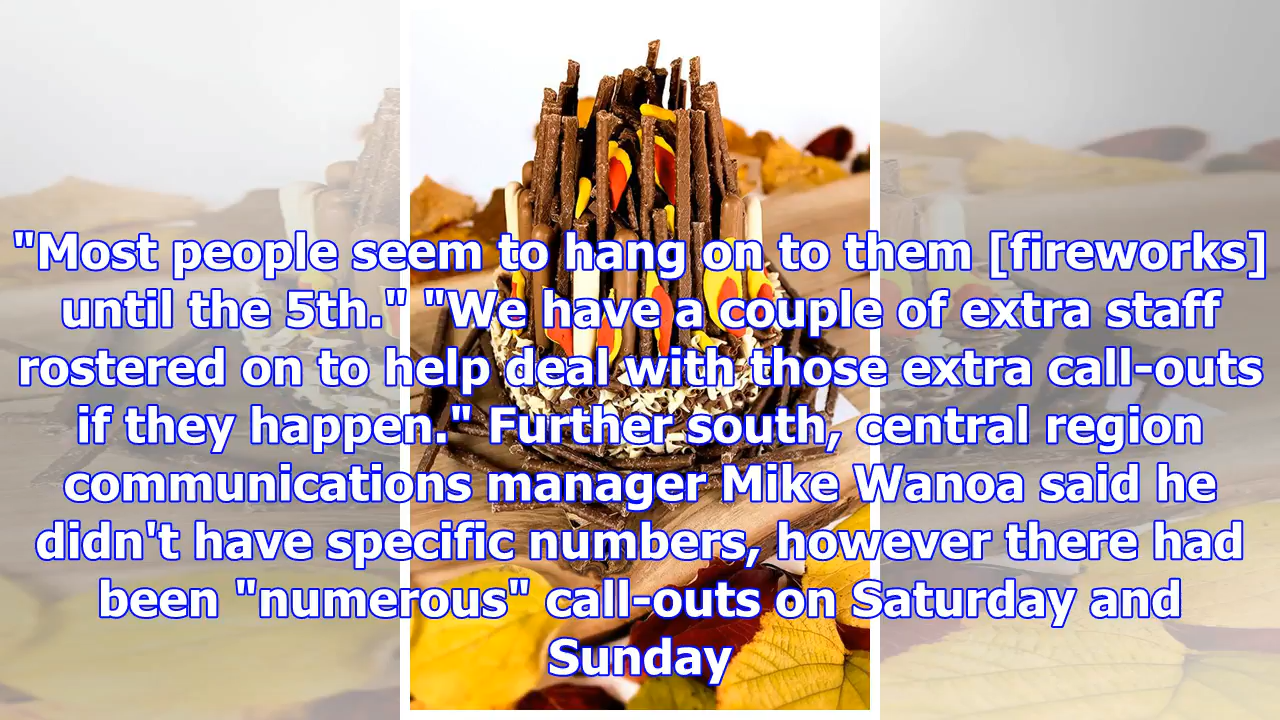 "Most people seem to hang on to them [fireworks]
until the 5th." "We have a couple of extra staff
rostered on to help deal with those extra call-outs
if they happen." Further south, central region
communications manager Mike Wanoa said he
didn't have specific numbers, however there had
been "numerous" call-outs on Saturday and
Sunday